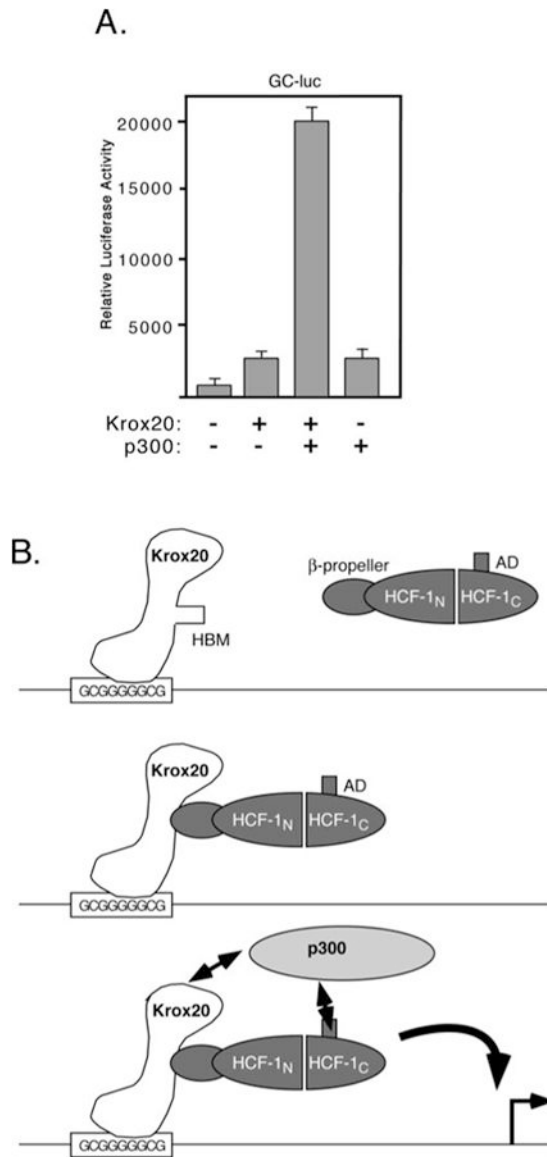 A.
GC-luc
Relative Luciferase Activity
20000
15000
10000
5000
Krox20: - + + -
p300: - - + +
B.
Krox20
HBM
GCGGGGGCG
β-propeller
HCF-1N HCF-1C
AD
Krox20
AD
HCF-1N HCF-1C
GCGGGGGCG
p300
Krox20
HCF-1N HCF-1C
GCGGGGGCG